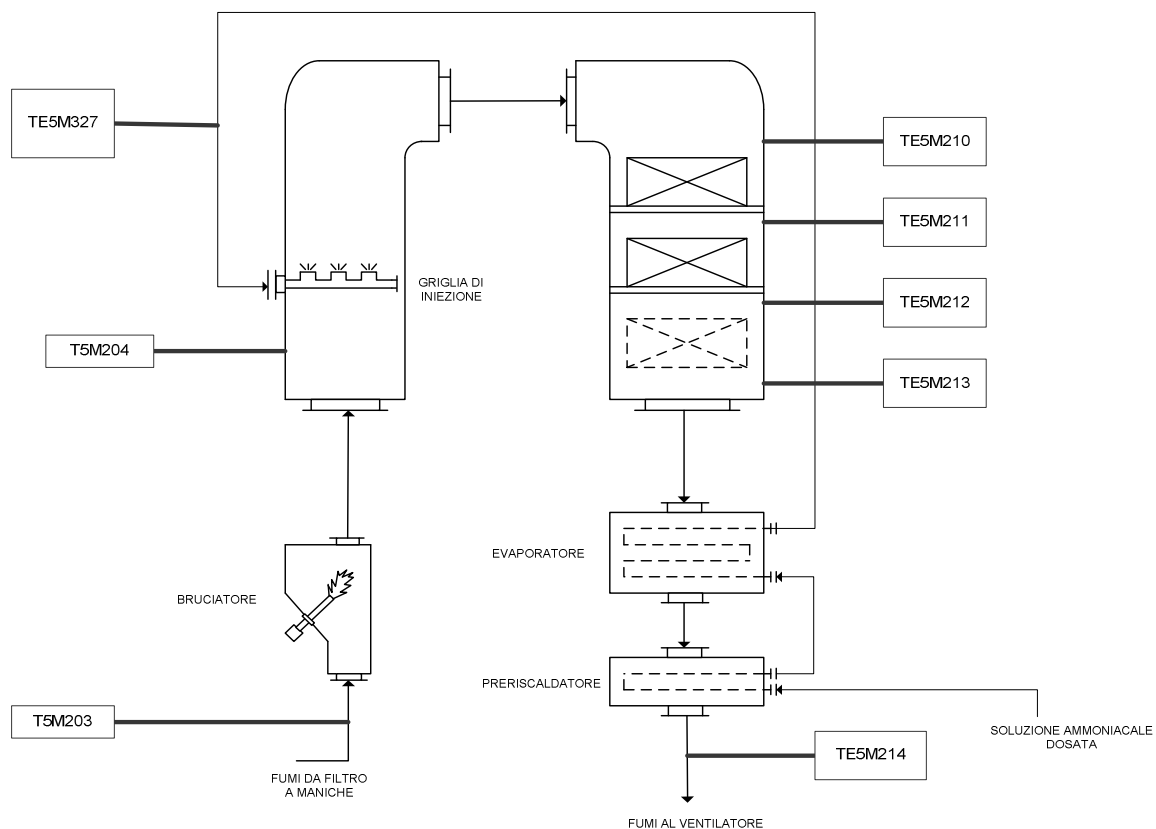 TE5M327
TE5M210
TE5M211
TE5M212
TE5M213
GRIGLIA DI
INIEZIONE
T5M204
EVAPORATORE
BRUCIATORE
PRERISCALDATORE
T5M203
SOLUZIONE AMMONIACALE
DOSATA
TE5M214
FUMI DA FILTRO
A MANICHE
FUMI AL VENTILATORE